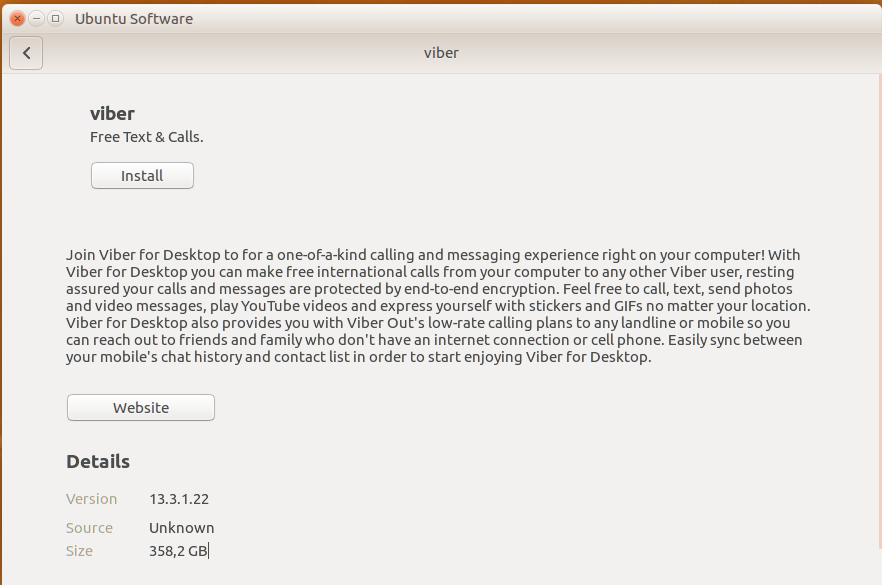 Ubuntu Software
viber
viber
Free Text & Calls.
Install
Join Viber for Desktop to for a one-of-a-kind calling and messaging experience right on your computer! With
Viber for Desktop you can make free international calls from your computer to any other Viber user, resting
assured your calls and messages are protected by end-to-end encryption. Feel free to call, text, send photos
and video messages, play YouTube videos and express yourself with stickers and GIFs no matter your location.
Viber for Desktop also provides you with Viber Out's low-rate calling plans to any landline or mobile so you
can reach out to friends and family who don't have an internet connection or cell phone. Easily sync between
your mobile's chat history and contact list in order to start enjoying Viber for Desktop.
Website
Details
Version 13.3.1.22
Source Unknown
Size 358,2 GB